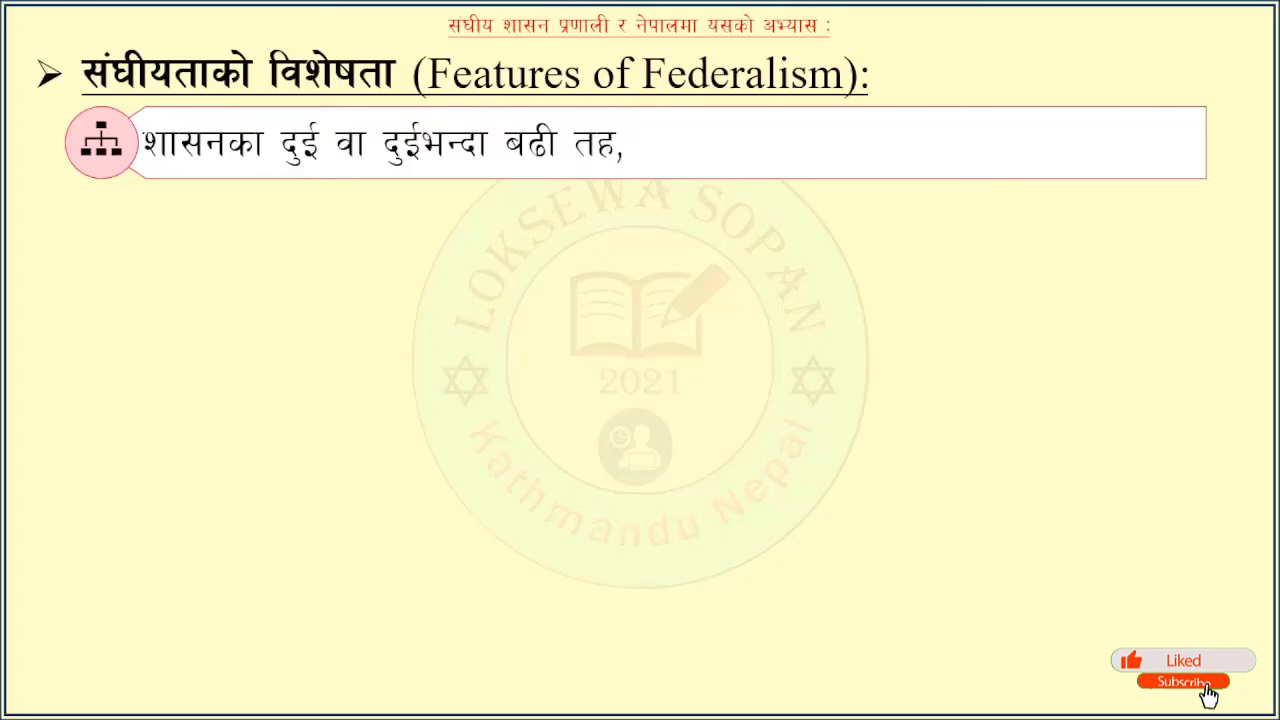 संघीय शासन प्रणाली र नेपालमा यसको अभ्यास :
➢ संघीयताको विशेषता (Features of Federalism):
शासनका दुई वा दुईभन्दा बढी तह,
LOKSEWA SOPAN
2021
Kathmandu Nepal
Liked
Subscribe